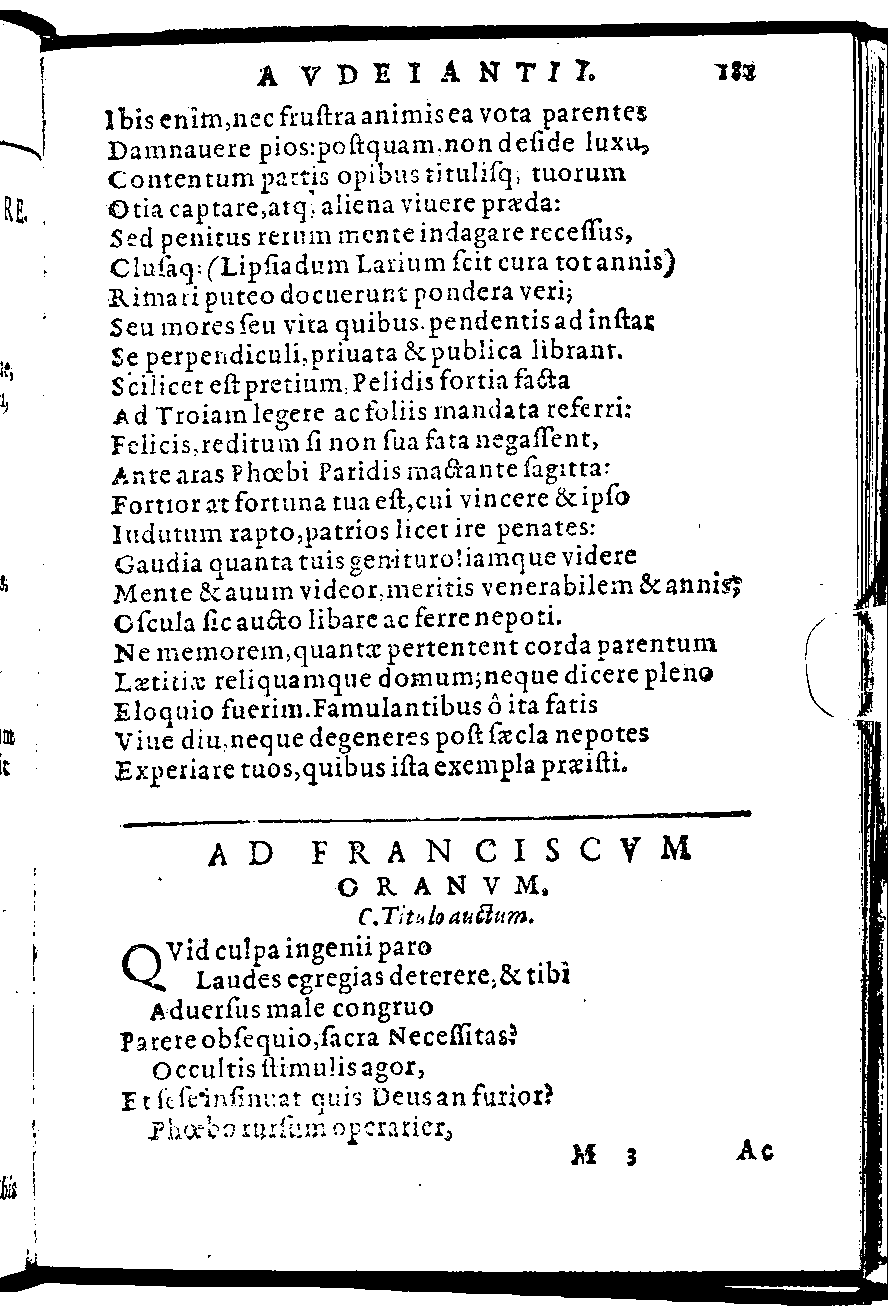 AVDEIANTII. 181
Ibis enim,nec fruſtra animis ea vota parentes
Damnauere pios:poſtquam.non deſide luxu,
Contentum partis opibus tituliſq; tuorum
Otia captare,atq; aliena viuere præda:
Sed penitus rerum mente indagare receſſus,
Cluſaq: (Lipſiadum Larium ſcit cura tot annis)
Rimari puteo docuerunt pondera veri;
Seu mores ſeu vita quibus.pendentis ad inſtar
Se perpendiculi,priuata & publica librant.
Scilicet eſt pretium,Pelidis fortia facta
Ad Troiam legere ac foliis mandata referri:
Felicis,reditum ſi non ſua fata negaſſent,
Ante aras Phœbi Paridis mactante ſagitta:
Fortior at fortuna tua eſt,cui vincere & ipſo
Indutum rapto,patrios licet ire penates:
Gaudia quanta tuis genituro!iamque videre
Mente & auum videor,meritis venerabilem & annis,
Oſcula ſic aucto libare ac ferre nepoti.
Ne memorem,quantæ pertentent corda parentum
Lætitiæ reliquamque domum;neque dicere pleno
Eloquio fuerim.Famulantibus ô ita fatis
Viue diu,neque degeneres poſt ſæcla nepotes
Experiare tuos,quibus iſta exempla præiſti.
AD FRANCISCVM
ORANVM.
C.Titulo auctum.
QVid culpa ingenii paro
Laudes egregias deterere,& tibi
Aduerſus male congruo
Parere obſequio,ſacra Neceſſitas?
Occultis ſtimulis agor,
Et ſeſe inſinuat quis Deus an furior?
Phœbo rurſum operarier,
M 3 Ac